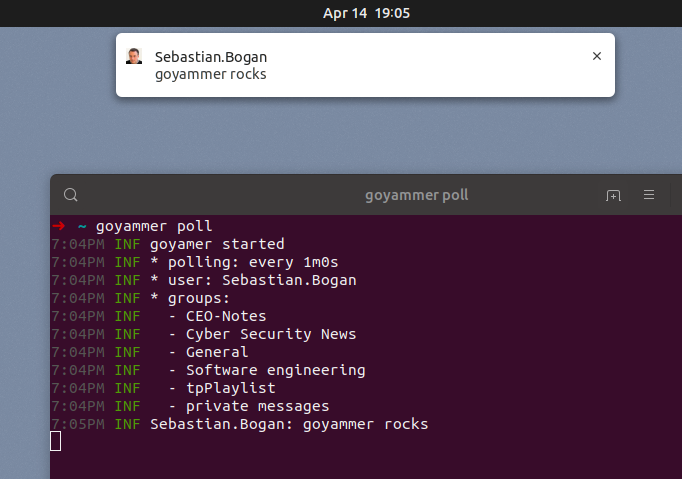 Apr 14 19:05
Sebastian.Bogan
goyammer rocks
goyammer poll
➜ ~ goyammer poll
7:04PM INF goyamer started
7:04PM INF * polling: every 1m0s
7:04PM INF * user: Sebastian.Bogan
7:04PM INF * groups:
7:04PM INF   - CEO-Notes
7:04PM INF   - Cyber Security News
7:04PM INF   - General
7:04PM INF   - Software engineering
7:04PM INF   - tpPlaylist
7:04PM INF   - private messages
7:05PM INF Sebastian.Bogan: goyammer rocks